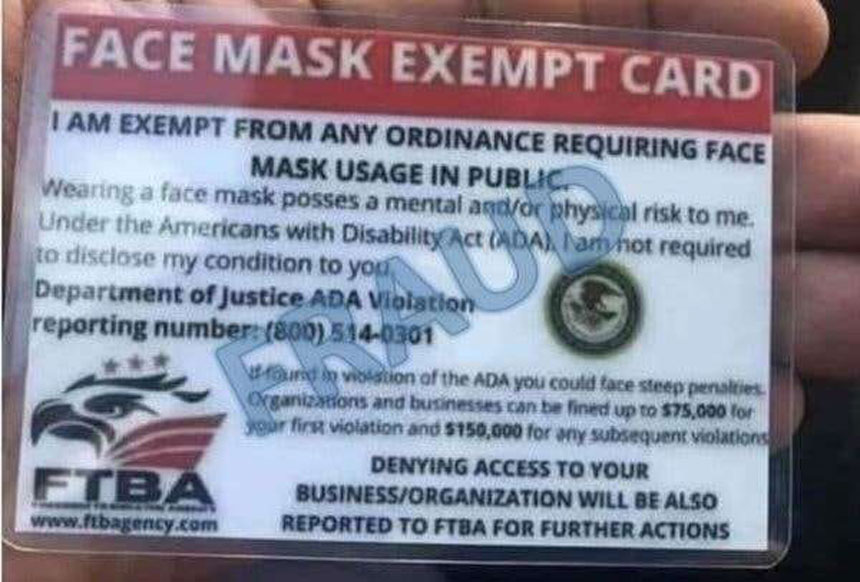 FACE MASK EXEMPT CARD
I AM EXEMPT FROM ANY ORDINANCE REQUIRING FACE
MASK USAGE IN PUBLIC.
Wearing a face mask posses a mental and/or physical risk to me.
Under the Americans with Disability Act (ADA), I am not required
to disclose my condition to you.
Department of Justice ADA Violation
reporting number: (800) 514-0301
FRAUD
If found in violation of the ADA you could face steep penalties.
Organizations and businesses can be fined up to $75,000 for
your first violation and $150,000 for any subsequent violations
DENYING ACCESS TO YOUR
BUSINESS/ORGANIZATION WILL BE ALSO
REPORTED TO FTBA FOR FURTHER ACTIONS
FTBA
www.ftbagency.com